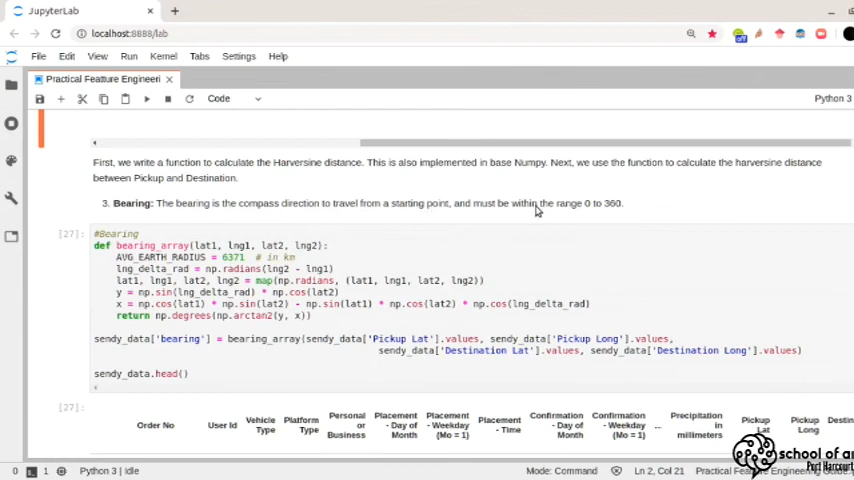 JupyterLab
localhost:8888/lab
off
File Edit View Run Kernel Tabs Settings Help
Practical Featture Engineeri
Code
Python 3
First, we write a function to calculate the Harversine distance. This is also implemented in base Numpy. Next, we use the function to calculate the harversine distance
between Pickup and Destination.
3. Bearing: The bearing is the compass direction to travel from a starting point, and must be within the range 0 to 360.
[27]:
#Bearing
def bearing_array(lat1, lng1, lat2, lng2):
AVG_EARTH_RADIUS = 6371 # in km
lng_delta_rad = np.radians(lng2 - lng1)
lat1, lng1, lat2, lng2 = map(np.radians, (lat1, lng1, lat2, lng2))
y = np.sin(lng_delta_rad) * np.cos(lat2)
x = np.cos(lat1) * np.sin(lat2) - np.sin(lat1) * np.cos(lat2) * np.cos(lng_delta_rad)
return np.degrees(np.arctan2(y, x))
sendy_data['bearing'] = bearing_array(sendy_data['Pickup Lat'].values, sendy_data['Pickup Long'].values,
sendy_data['Destination Lat'].values, sendy_data['Destination Long'].values)
sendy_data.head()
[27]:
Order No User Id Vehicle Type Platform Type Personal or Business Placement - Day of Month Placement - Weekday (Mo = 1) Placement - Time Confirmation - Day of Month Confirmation - Weekday (Mo = 1) ... Precipitation in millimeters Pickup Lat Pickup Long
school of
Port Harcourt
0 1 Python 3 | Idle Mode: Command Ln 2, Col 21 Practical